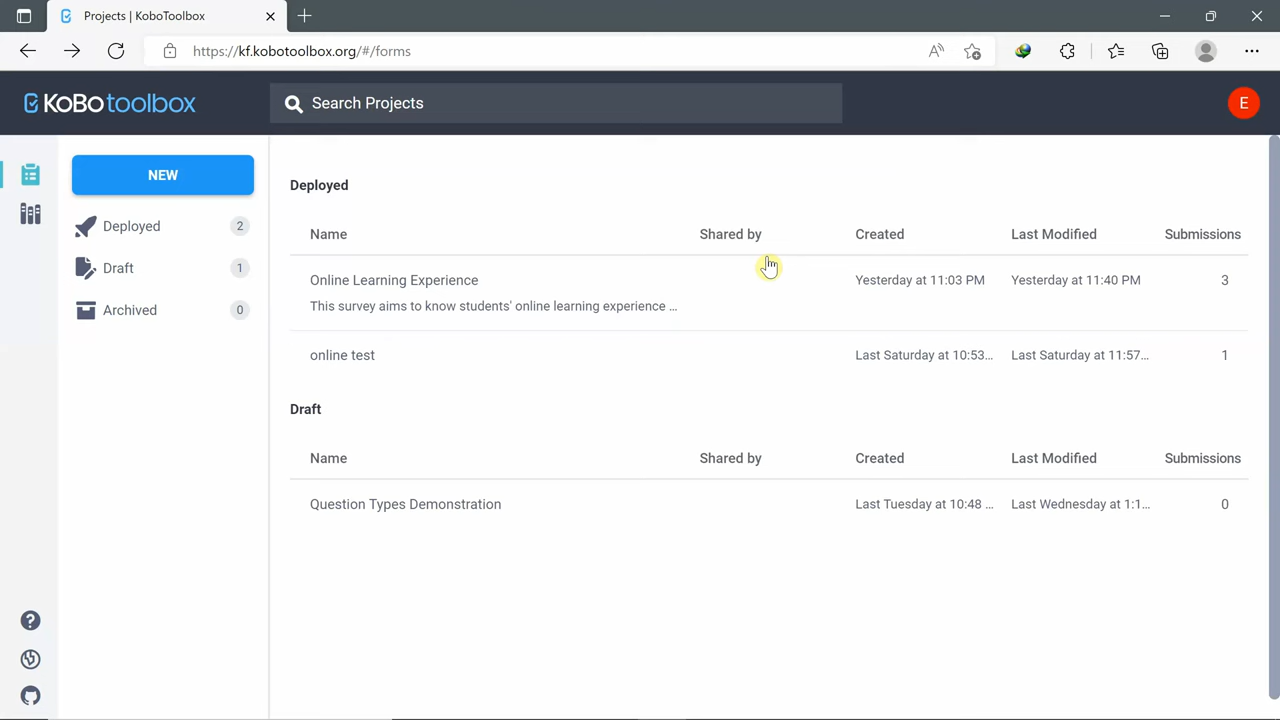 Projects | KoboToolbox
https://kf.kobotoolbox.org/#/forms
KoBo toolbox
Search Projects
E
NEW
Deployed 2
Draft 1
Archived 0
Deployed
Name Shared by Created Last Modified Submissions
Online Learning Experience Yesterday at 11:03 PM Yesterday at 11:40 PM 3
This survey aims to know students' online learning experience ...
online test Last Saturday at 10:53... Last Saturday at 11:57... 1
Draft
Name Shared by Created Last Modified Submissions
Question Types Demonstration Last Tuesday at 10:48 ... Last Wednesday at 1:1... 0